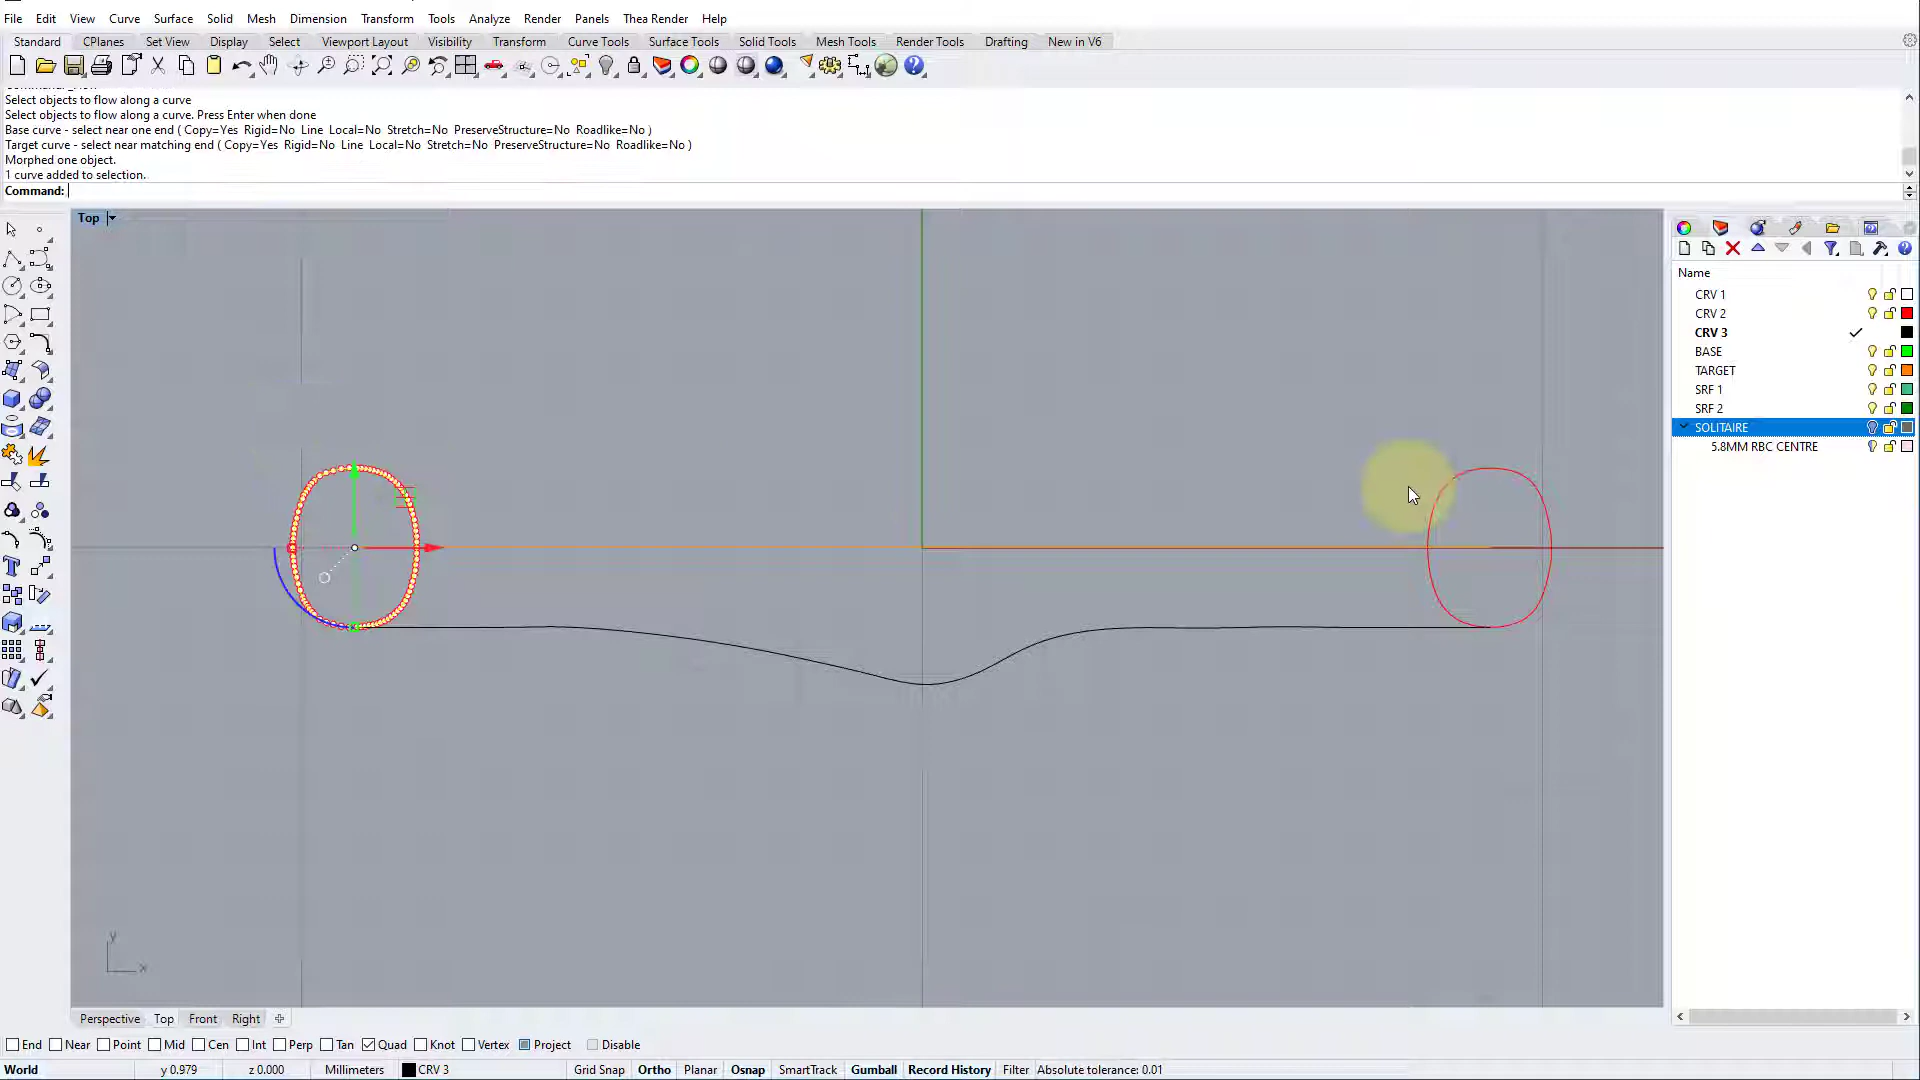 File Edit View Curve Surface Solid Mesh Dimension Transform Tools Analyze Render Panels Thea Render Help
Standard CPlanes Set View Display Select Viewport Layout Visibility Transform Curve Tools Surface Tools Solid Tools Mesh Tools Render Tools Drafting New in V6
Select objects to flow along a curve
Select objects to flow along a curve. Press Enter when done
Base curve - select near one end ( Copy=Yes Rigid=No Line Local=No Stretch=No PreserveStructure=No Roadlike=No )
Target curve - select near matching end ( Copy=Yes Rigid=No Line Local=No Stretch=No PreserveStructure=No Roadlike=No )
Morphed one object.
1 curve added to selection.
Command:
Top
Name
CRV 1
CRV 2
CRV 3
BASE
TARGET
SRF 1
SRF 2
SOLITAIRE
5.8MM RBC CENTRE
y
x
Perspective Top Front Right
End Near Point Mid Cen Int Perp Tan Quad Knot Vertex Project Disable
World y 0.979 z 0.000 Millimeters CRV 3 Grid Snap Ortho Planar Osnap SmartTrack Gumball Record History Filter Absolute tolerance: 0.01